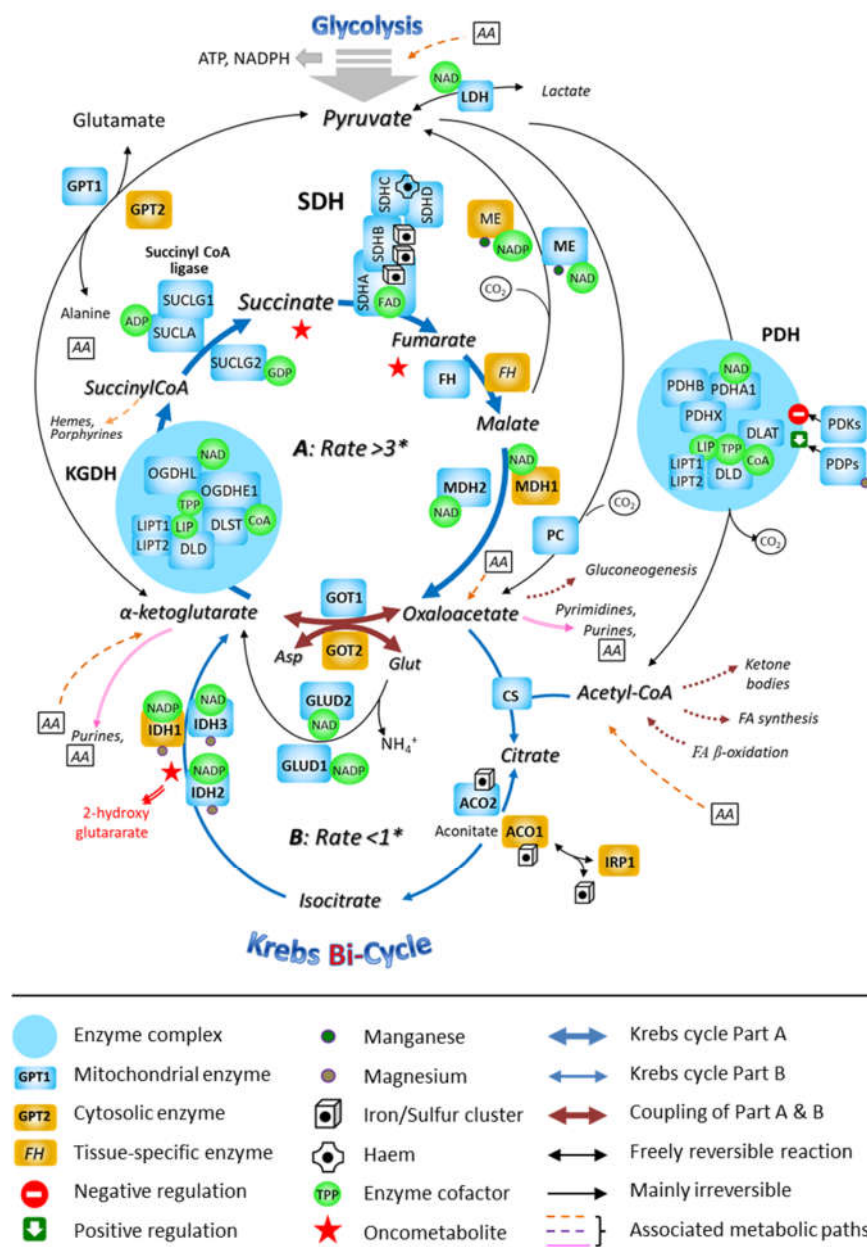 Glycolysis
AA
ATP, NADPH
NAD
LDH
Lactate
Pyruvate
Glutamate
GPT1
GPT2
SDH
SDHC
SDHD
SDHB
SDHA
FAD
ME
NADP
ME
NAD
CO2
Succinyl CoA
ligase
SUCLG1
ADP
SUCLA
SUCLG2
GDP
Alanine
AA
Succinate
Fumarate
FH
FH
Malate
SuccinylCoA
Hemes,
Porphyrines
A: Rate >3*
PDH
NAD
PDHB
PDHA1
PDHX
DLAT
LIP
TPP
CoA
LIPT1
LIPT2
DLD
PDKs
PDPs
CO2
KGDH
NAD
OGDHL
OGDHE1
TPP
LIPT1
LIP
DLST
CoA
LIPT2
DLD
MDH2
NAD
NAD
MDH1
PC
CO2
AA
Gluconeogenesis
Pyrimidines,
Purines,
AA
α-ketoglutarate
GOT1
Oxaloacetate
Asp
GOT2
Glut
GLUD2
NAD
GLUD1
NADP
NH4+
CS
Acetyl-CoA
Ketone
bodies
FA synthesis
FA β-oxidation
AA
Citrate
AA
Purines,
AA
NADP
IDH1
NAD
IDH3
NADP
IDH2
2-hydroxy
glutararate
B: Rate <1*
ACO2
Aconitate
ACO1
IRP1
Isocitrate
Krebs Bi-Cycle
Enzyme complex
GPT1 Mitochondrial enzyme
GPT2 Cytosolic enzyme
FH Tissue-specific enzyme
Negative regulation
Positive regulation
Manganese
Magnesium
Iron/Sulfur cluster
Haem
TPP Enzyme cofactor
Oncometabolite
Krebs cycle Part A
Krebs cycle Part B
Coupling of Part A & B
Freely reversible reaction
Mainly irreversible
Associated metabolic paths